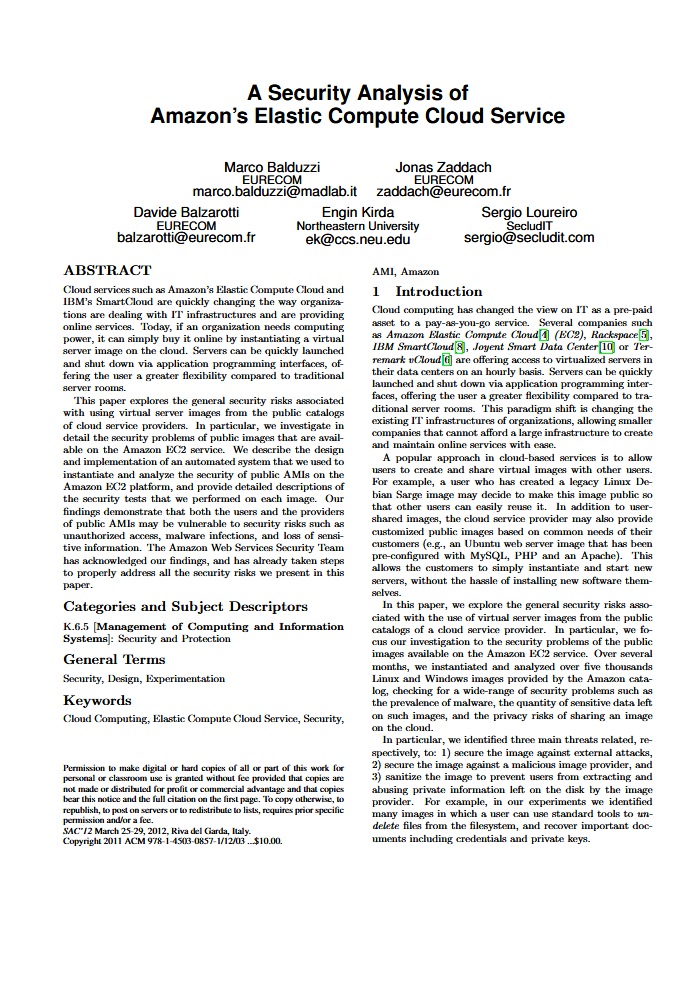 A Security Analysis of
Amazon's Elastic Compute Cloud Service
Marco Balduzzi
EURECOM
marco.balduzzi@madlab.it
Jonas Zaddach
EURECOM
zaddach@eurecom.fr
Davide Balzarotti
EURECOM
balzarotti@eurecom.fr
Engin Kirda
Northeastern University
ek@ccs.neu.edu
Sergio Loureiro
SecludIT
sergio@secludit.com
ABSTRACT
Cloud services such as Amazon's Elastic Compute Cloud and
IBM's SmartCloud are quickly changing the way organiza-
tions are dealing with IT infrastructures and are providing
online services. Today, if an organization needs computing
power, it can simply buy it online by instantiating a virtual
server image on the cloud. Servers can be quickly launched
and shut down via application programming interfaces, of-
fering the user a greater flexibility compared to traditional
server rooms.
This paper explores the general security risks associated
with using virtual server images from the public catalogs
of cloud service providers. In particular, we investigate in
detail the security problems of public images that are avail-
able on the Amazon EC2 service. We describe the design
and implementation of an automated system that we used to
instantiate and analyze the security of public AMIs on the
Amazon EC2 platform, and provide detailed descriptions of
the security tests that we performed on each image. Our
findings demonstrate that both the users and the providers
of public AMIs may be vulnerable to security risks such as
unauthorized access, malware infections, and loss of sensi-
tive information. The Amazon Web Services Security Team
has acknowledged our findings, and has already taken steps
to properly address all the security risks we present in this
paper.
Categories and Subject Descriptors
K.6.5 [Management of Computing and Information
Systems]: Security and Protection
General Terms
Security, Design, Experimentation
Keywords
Cloud Computing, Elastic Compute Cloud Service, Security,
Permission to make digital or hard copies of all or part of this work for
personal or classroom use is granted without fee provided that copies are
not made or distributed for profit or commercial advantage and that copies
bear this notice and the full citation on the first page. To copy otherwise, to
republish, to post on servers or to redistribute to lists, requires prior specific
permission and/or a fee.
SAC'12 March 25-29, 2012, Riva del Garda, Italy.
Copyright 2011 ACM 978-1-4503-0857-1/12/03 ...$10.00.
AMI, Amazon
1 Introduction
Cloud computing has changed the view on IT as a pre-paid
asset to a pay-as-you-go service. Several companies such
as Amazon Elastic Compute Cloud[4] (EC2), Rackspace[5],
IBM SmartCloud[8], Joyent Smart Data Center[10] or Ter-
remark vCloud[6] are offering access to virtualized servers in
their data centers on an hourly basis. Servers can be quickly
launched and shut down via application programming inter-
faces, offering the user a greater flexibility compared to tra-
ditional server rooms. This paradigm shift is changing the
existing IT infrastructures of organizations, allowing smaller
companies that cannot afford a large infrastructure to create
and maintain online services with ease.
A popular approach in cloud-based services is to allow
users to create and share virtual images with other users.
For example, a user who has created a legacy Linux De-
bian Sarge image may decide to make this image public so
that other users can easily reuse it. In addition to user-
shared images, the cloud service provider may also provide
customized public images based on common needs of their
customers (e.g., an Ubuntu web server image that has been
pre-configured with MySQL, PHP and an Apache). This
allows the customers to simply instantiate and start new
servers, without the hassle of installing new software them-
selves.
In this paper, we explore the general security risks asso-
ciated with the use of virtual server images from the public
catalogs of a cloud service provider. In particular, we fo-
cus our investigation to the security problems of the public
images available on the Amazon EC2 service. Over several
months, we instantiated and analyzed over five thousands
Linux and Windows images provided by the Amazon cata-
log, checking for a wide-range of security problems such as
the prevalence of malware, the quantity of sensitive data left
on such images, and the privacy risks of sharing an image
on the cloud.
In particular, we identified three main threats related, re-
spectively, to: 1) secure the image against external attacks,
2) secure the image against a malicious image provider, and
3) sanitize the image to prevent users from extracting and
abusing private information left on the disk by the image
provider. For example, in our experiments we identified
many images in which a user can use standard tools to un-
delete files from the filesystem, and recover important doc-
uments including credentials and private keys.